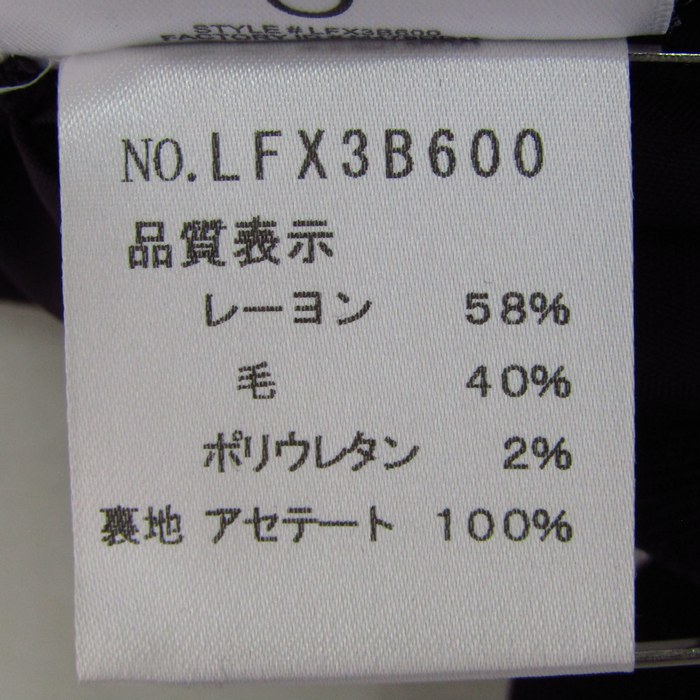 STYLE # LFX3B600
NO.LFX3B600
品質表示
レーヨン 58%
毛 40%
ポリウレタン 2%
裏地 アセテート 100%